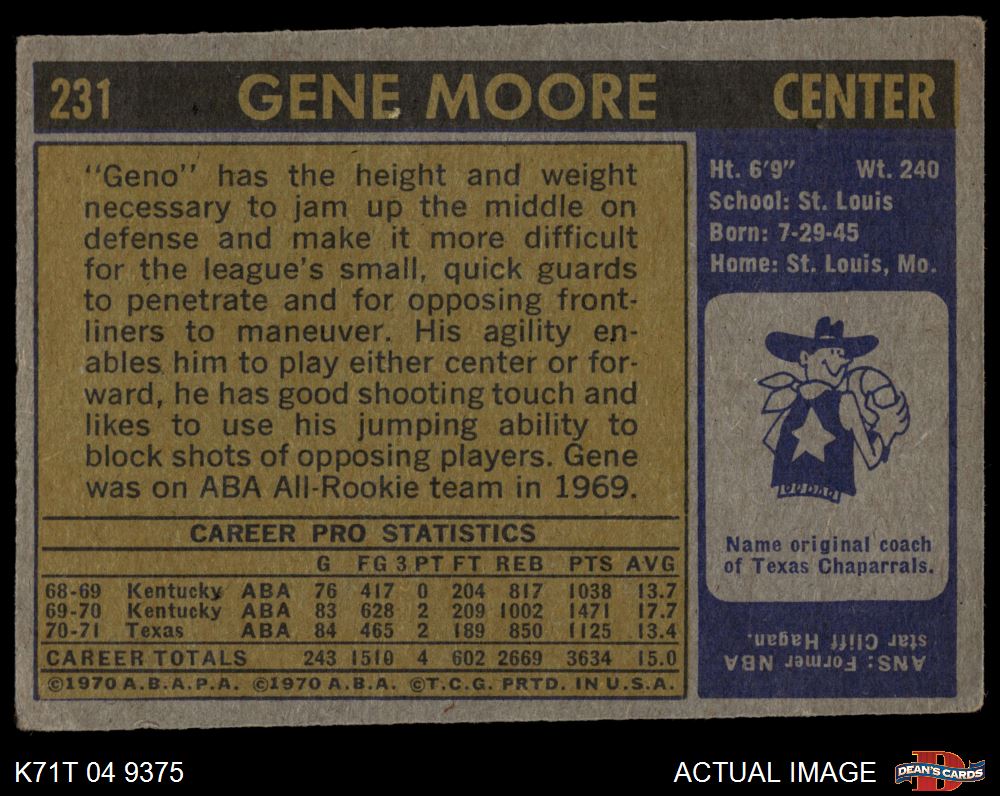 231 GENE MOORE CENTER
"Geno" has the height and weight
necessary to jam up the middle on
defense and make it more difficult
for the league's small, quick guards
to penetrate and for opposing front-
liners to maneuver. His agility en-
ables him to play either center or for-
ward, he has good shooting touch and
likes to use his jumping ability to
block shots of opposing players. Gene
was on ABA All-Rookie team in 1969.
CAREER PRO STATISTICS
G FG 3 PT FT REB PTS AVG
68-69 Kentucky ABA 76 417 0 204 817 1038 13.7
69-70 Kentucky ABA 83 628 2 209 1002 1471 17.7
70-71 Texas ABA 84 465 2 189 850 1125 13.4
CAREER TOTALS 243 1510 4 602 2669 3634 15.0
©1970 A.B.A.P.A. ©1970 A.B.A. ©T.C.G. PRTD. IN U.S.A.
Ht. 6'9" Wt. 240
School: St. Louis
Born: 7-29-45
Home: St. Louis, Mo.
Name original coach
of Texas Chaparrals.
ANS: Former NBA
star Cliff Hagan.
K71T 04 9375 ACTUAL IMAGE
DEAN'S CARDS